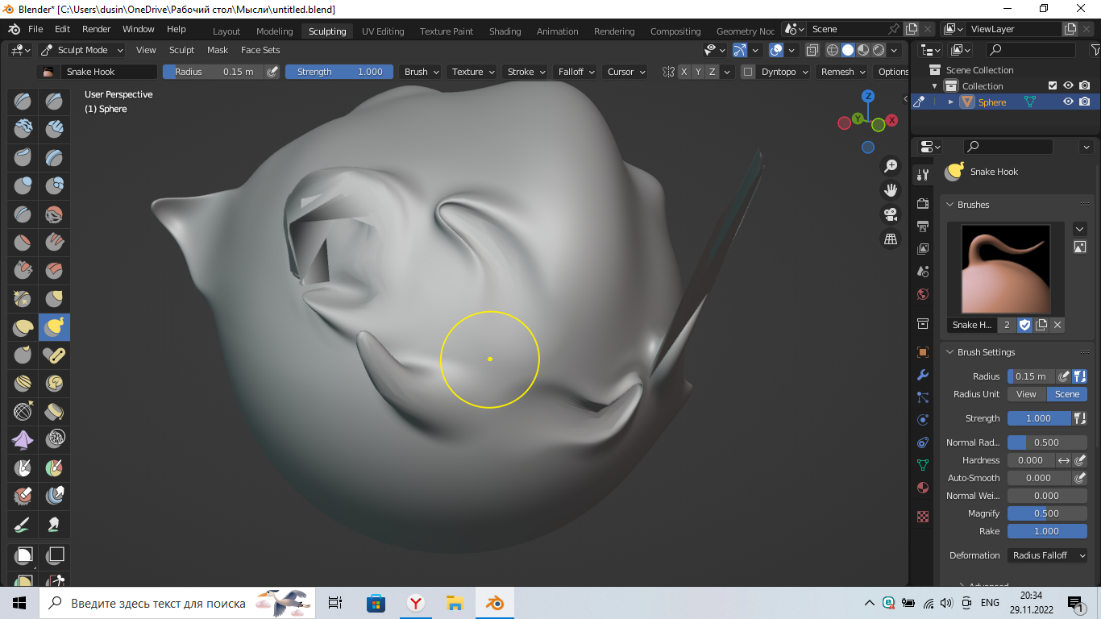 Blender* [C:\Users\dusin\OneDrive\Рабочий стол\Мысли\untitled.blend]
File Edit Render Window Help Layout Modeling Sculpting UV Editing Texture Paint Shading Animation Rendering Compositing Geometry Noc Scene ViewLayer
Sculpt Mode View Sculpt Mask Face Sets
Snake Hook Radius 0.15 m Strength 1.000 Brush Texture Stroke Falloff Cursor X Y Z Dyntopo Remesh Options
User Perspective
(1) Sphere
Z
Y
X
Scene Collection
Collection
Sphere
Snake Hook
Brushes
Snake H... 2
Brush Settings
Radius 0.15 m
Radius Unit View Scene
Strength 1.000
Normal Rad... 0.500
Hardness 0.000
Auto-Smooth 0.000
Normal Wei... 0.000
Magnify 0.500
Rake 1.000
Deformation Radius Falloff
Advanced
Введите здесь текст для поиска
ENG
20:34
29.11.2022
1